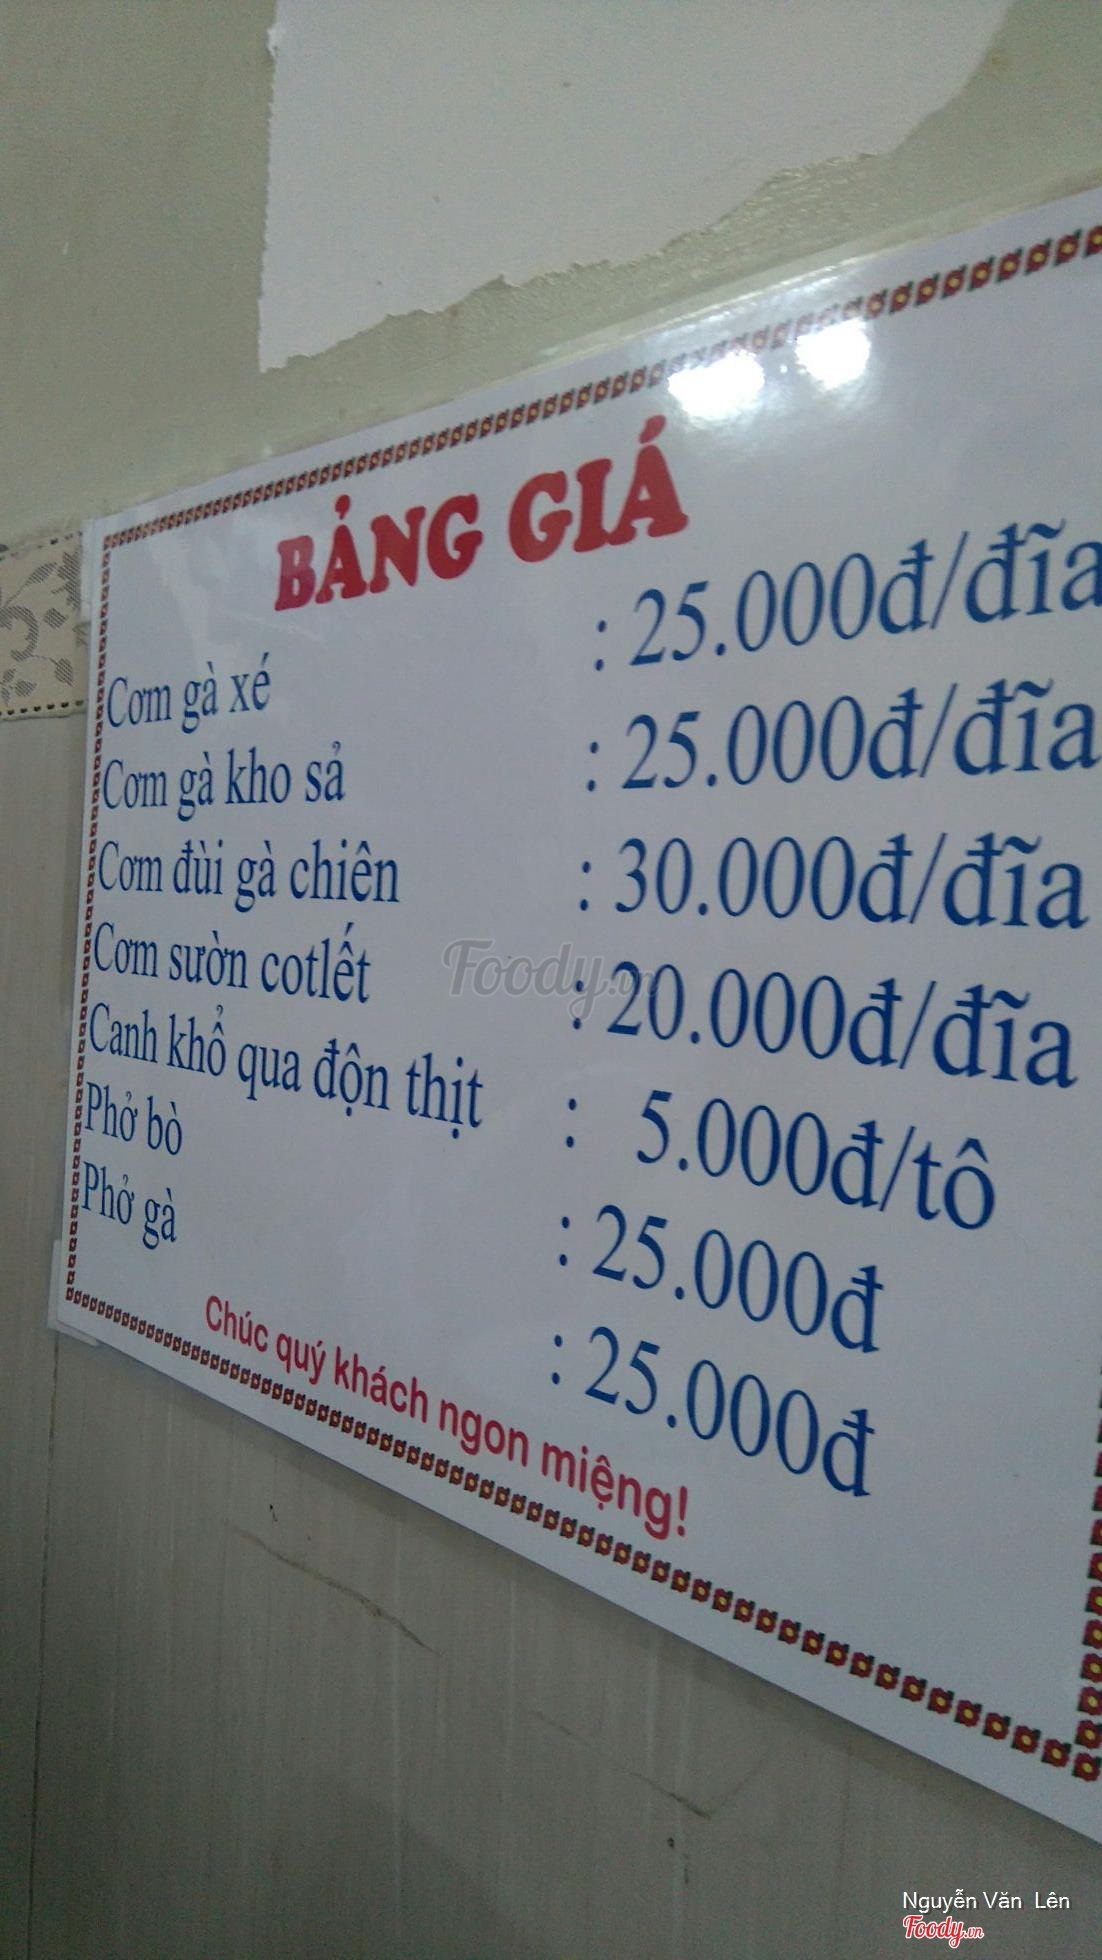 BẢNG GIÁ
Cơm gà xé : 25.000đ/đĩa
Cơm gà kho sả : 25.000đ/đĩa
Cơm đùi gà chiên : 30.000đ/đĩa
Cơm sườn cotlết : 20.000đ/đĩa
Canh khổ qua độn thịt : 5.000đ/tô
Phở bò : 25.000đ
Phở gà : 25.000đ
Chúc quý khách ngon miệng!
Foody.vn
Nguyễn Văn Lên
Foody.vn